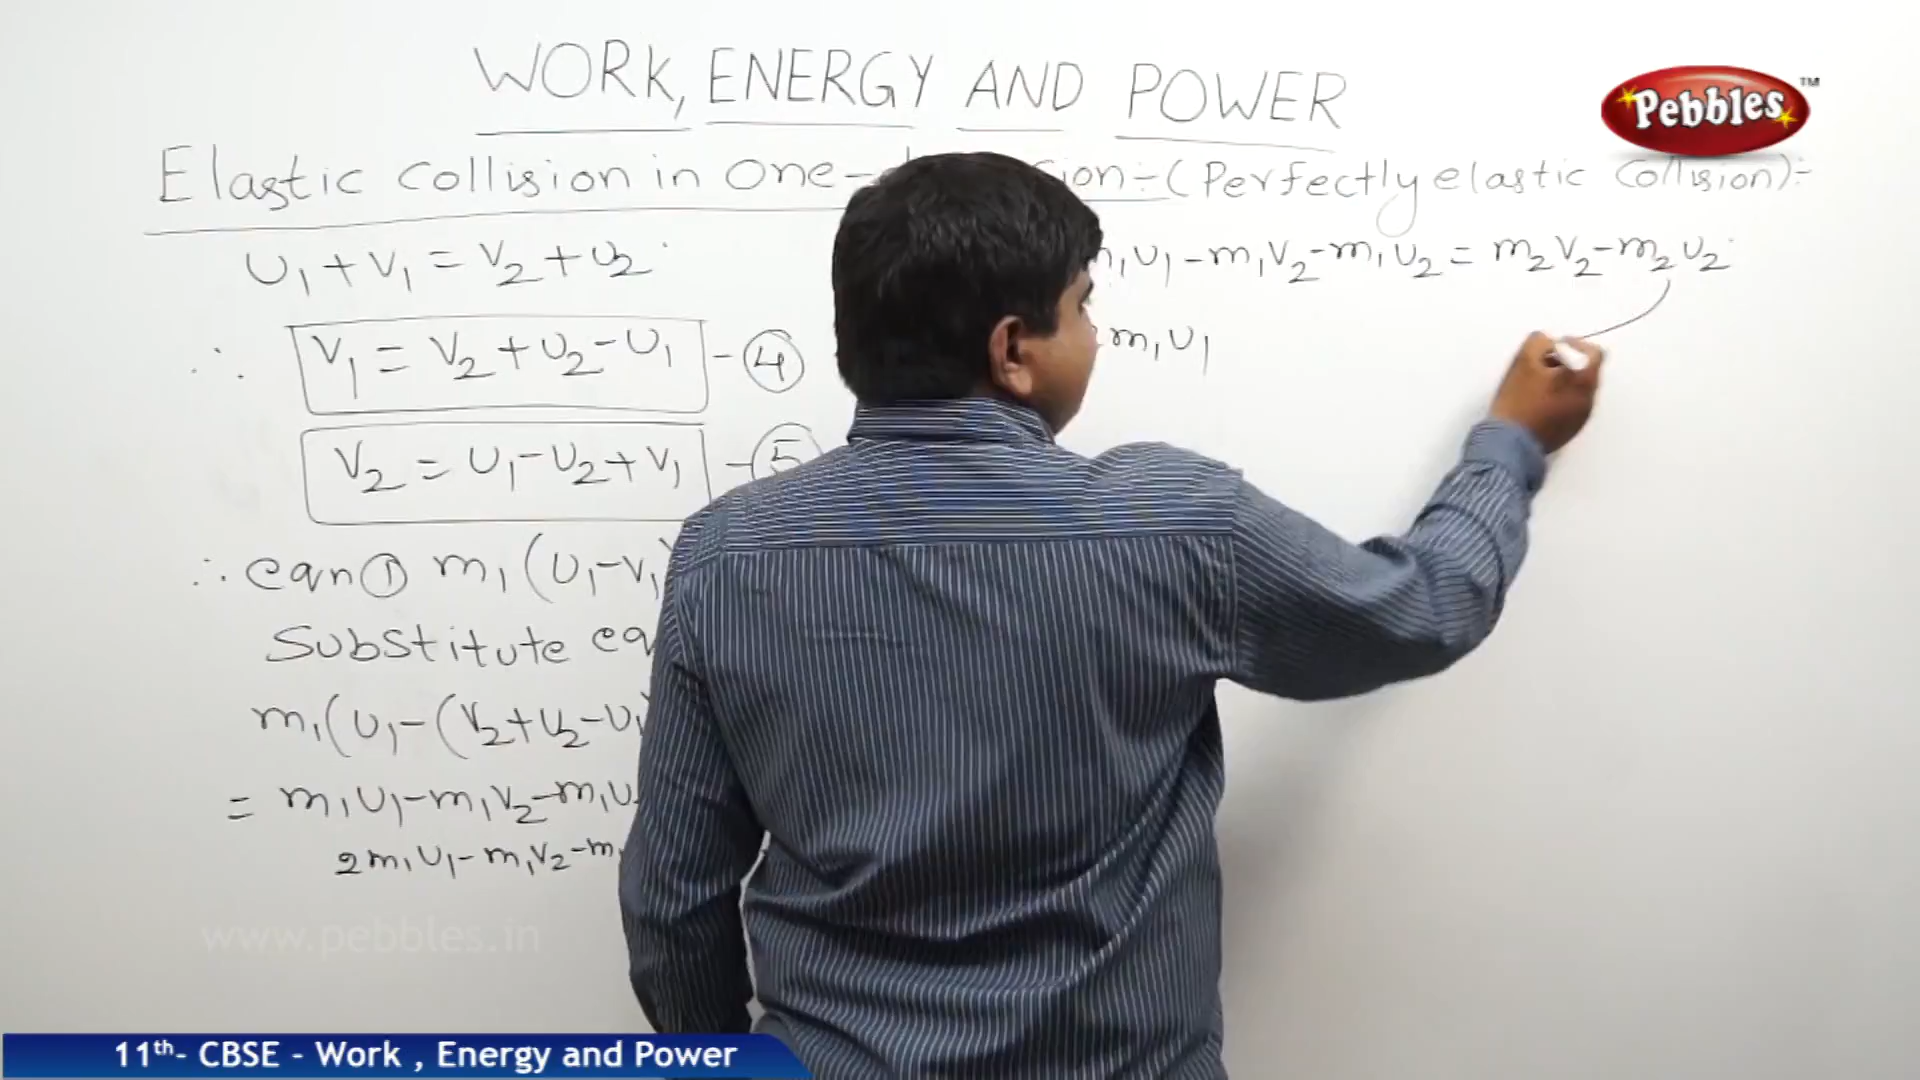 WORK, ENERGY AND POWER
Pebbles™
Elastic collision in one- :- (Perfectly elastic collision):-
U₁ + V₁ = V₂ + U₂
∴ V₁ = V₂ + U₂ - U₁ - ④
V₂ = U₁ - U₂ + V₁ - ⑤
∴ eqn ① m₁ (U₁ - V₁
Substitute
m₁ (U₁ - (V₂ + U₂ - U₁
= m₁U₁ - m₁V₂ - m₁U
2m₁U₁ - m₁V₂ - m₁
m₁U₁ - m₁V₂ - m₁U₂ = m₂V₂ - m₂U₂
m₁U₁
www.pebbles.in
11th- CBSE - Work , Energy and Power